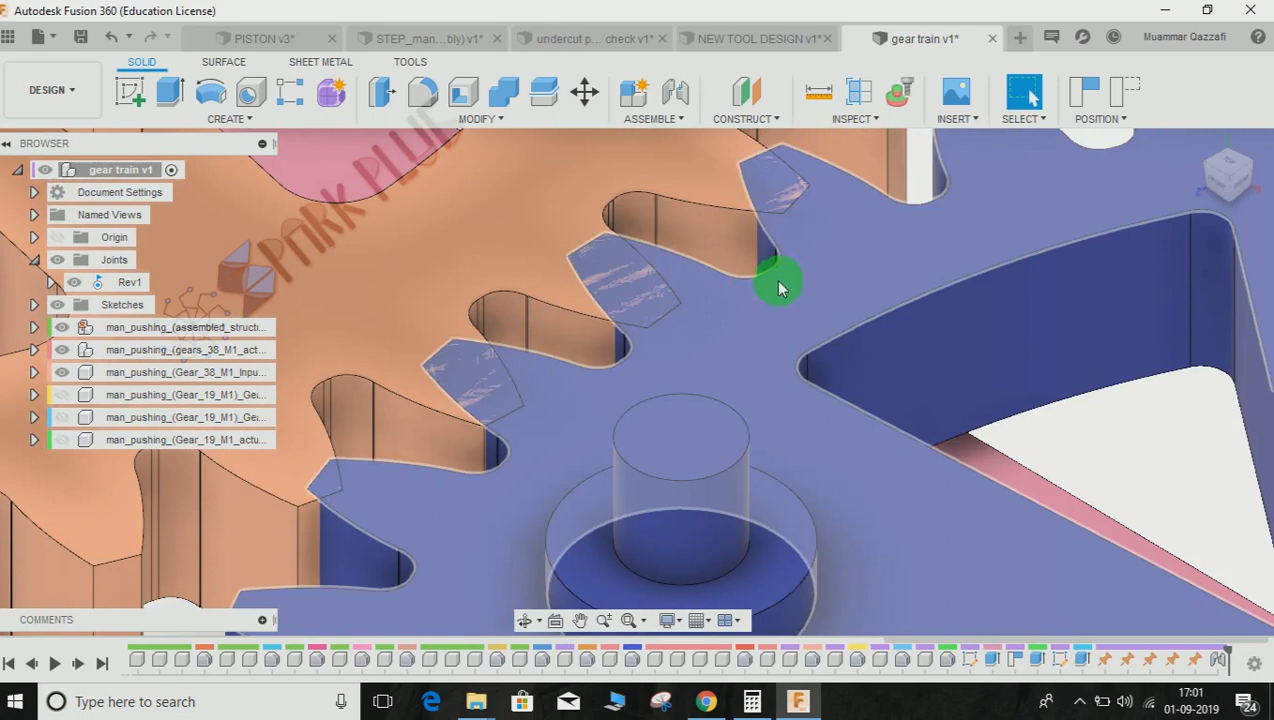 Autodesk Fusion 360 (Education License)
PISTON v3*
STEP_man...bly) v1*
undercut p... check v1*
NEW TOOL DESIGN v1*
gear train v1*
Muammar Qazzafi
SOLID SURFACE SHEET METAL TOOLS
DESIGN
CREATE MODIFY ASSEMBLE CONSTRUCT INSPECT INSERT SELECT POSITION
BROWSER
gear train v1
Document Settings
Named Views
Origin
Joints
Rev1
Sketches
man_pushing_(assembled_structi...
man_pushing_(gears_38_M1_act...
man_pushing_(Gear_38_M1_Inpu...
man_pushing_(Gear_19_M1)_Ge...
man_pushing_(Gear_19_M1)_Ge...
man_pushing_(Gear_19_M1_actu...
COMMENTS
Type here to search
17:01
01-09-2019
24